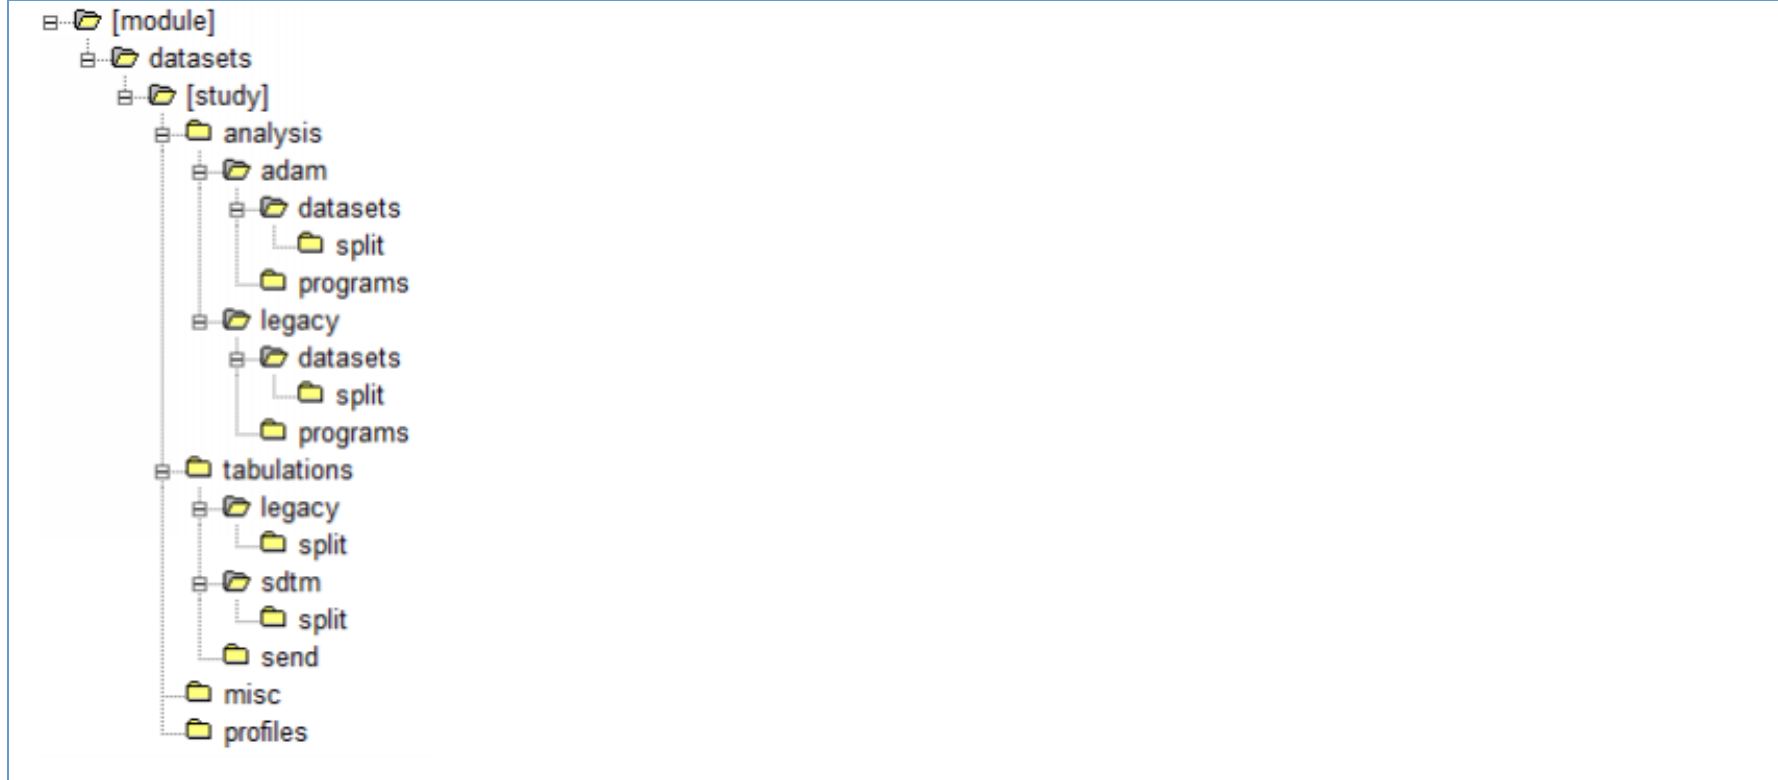 [module]
datasets
[study]
analysis
adam
datasets
split
programs
legacy
datasets
split
programs
tabulations
legacy
split
sdtm
split
send
misc
profiles